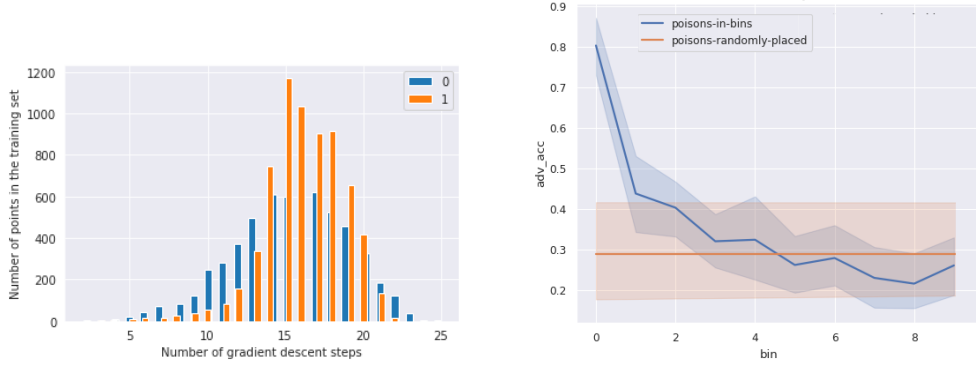 1200
1000
800
600
400
200
0
Number of points in the training set
5 10 15 20 25
Number of gradient descent steps
0
1
0.9
0.8
0.7
0.6
0.5
0.4
0.3
0.2
adv_acc
poisons-in-bins
poisons-randomly-placed
0 2 4 6 8
bin